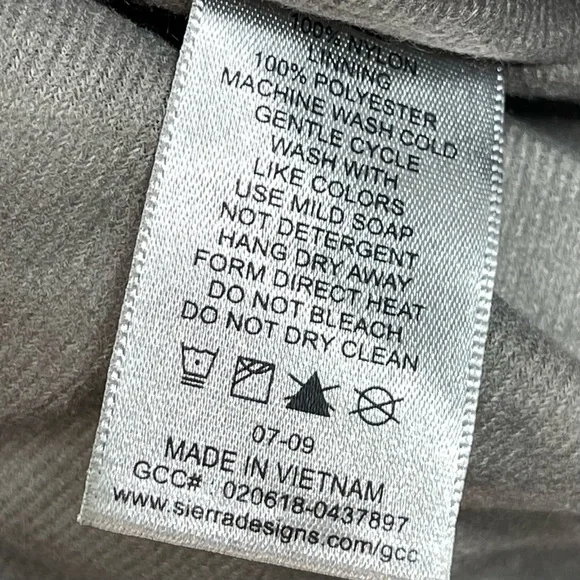 100% NYLON
LINNING
100% POLYESTER
MACHINE WASH COLD
GENTLE CYCLE
WASH WITH
LIKE COLORS
USE MILD SOAP
NOT DETERGENT
HANG DRY AWAY
FORM DIRECT HEAT
DO NOT BLEACH
DO NOT DRY CLEAN
07-09
MADE IN VIETNAM
GCC# 020618-0437897
www.sierradesigns.com/gcc